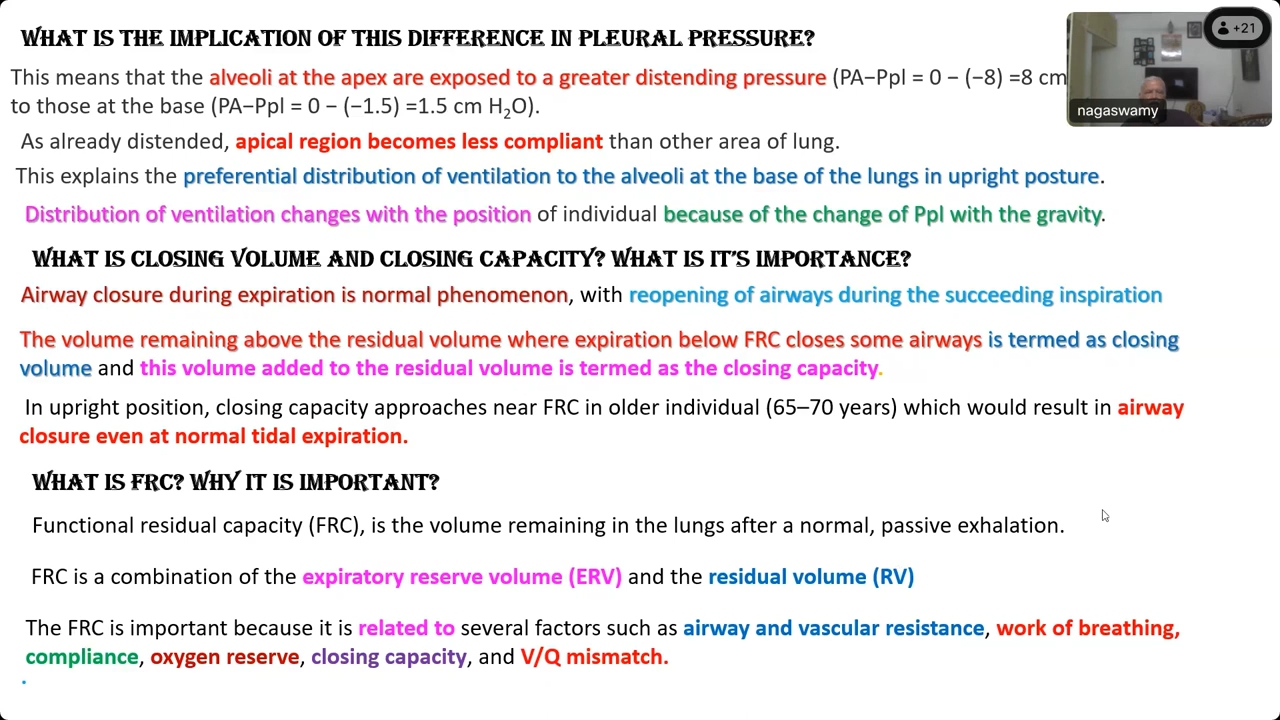 WHAT IS THE IMPLICATION OF THIS DIFFERENCE IN PLEURAL PRESSURE?
+21
This means that the alveoli at the apex are exposed to a greater distending pressure (PA−Ppl = 0 − (−8) =8 cm
to those at the base (PA−Ppl = 0 − (−1.5) =1.5 cm H₂O).
nagaswamy
As already distended, apical region becomes less compliant than other area of lung.
This explains the preferential distribution of ventilation to the alveoli at the base of the lungs in upright posture.
Distribution of ventilation changes with the position of individual because of the change of Ppl with the gravity.
WHAT IS CLOSING VOLUME AND CLOSING CAPACITY? WHAT IS IT'S IMPORTANCE?
Airway closure during expiration is normal phenomenon, with reopening of airways during the succeeding inspiration
The volume remaining above the residual volume where expiration below FRC closes some airways is termed as closing
volume and this volume added to the residual volume is termed as the closing capacity.
In upright position, closing capacity approaches near FRC in older individual (65–70 years) which would result in airway
closure even at normal tidal expiration.
WHAT IS FRC? WHY IT IS IMPORTANT?
Functional residual capacity (FRC), is the volume remaining in the lungs after a normal, passive exhalation.
FRC is a combination of the expiratory reserve volume (ERV) and the residual volume (RV)
The FRC is important because it is related to several factors such as airway and vascular resistance, work of breathing,
compliance, oxygen reserve, closing capacity, and V/Q mismatch.
.